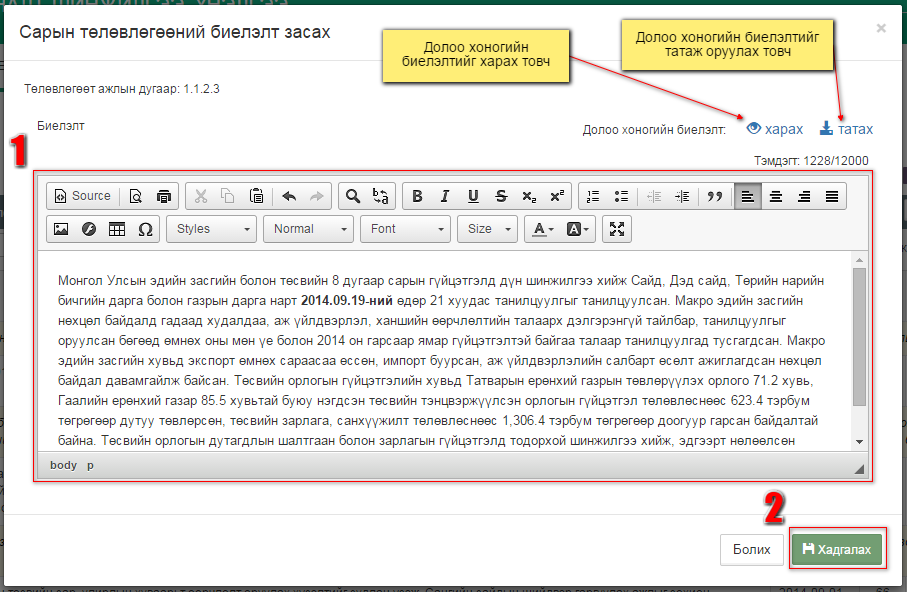 Сарын төлөвлөгөөний биелэлт засах
×
Долоо хоногийн
биелэлтийг харах товч
Долоо хоногийн биелэлтийг
татаж оруулах товч
Төлөвлөгөөт ажлын дугаар: 1.1.2.3
Биелэлт
Долоо хоногийн биелэлт: харах татах
1
Тэмдэгт: 1228/12000
Source
Styles Normal Font Size
Монгол Улсын эдийн засгийн болон төсвийн 8 дугаар сарын гүйцэтгэлд дүн шинжилгээ хийж Сайд, Дэд сайд, Төрийн нарийн
бичгийн дарга болон газрын дарга нарт 2014.09.19-ний өдөр 21 хуудас танилцуулгыг танилцуулсан. Макро эдийн засгийн
нөхцөл байдалд гадаад худалдаа, аж үйлдвэрлэл, ханшийн өөрчлөлтийн талаарх дэлгэрэнгүй тайлбар, танилцуулгыг
оруулсан бөгөөд өмнөх оны мөн үе болон 2014 он гарсаар ямар гүйцэтгэлтэй байгаа талаар танилцуулгад тусгагдсан. Макро
эдийн засгийн хувьд экспорт өмнөх сараасаа өссөн, импорт буурсан, аж үйлдвэрлэлийн салбарт өсөлт ажиглагдсан нөхцөл
байдал давамгайлж байсан. Төсвийн орлогын гүйцэтгэлийн хувьд Татварын ерөнхий газрын төвлөрүүлэх орлого 71.2 хувь,
Гаалийн ерөнхий газар 85.5 хувьтай буюу нэгдсэн төсвийн тэнцвэржүүлсэн орлогын гүйцэтгэл төлөвлөснөөс 623.4 тэрбум
төгрөгөөр дутуу төвлөрсөн, төсвийн зарлага, санхүүжилт төлөвлөснөөс 1,306.4 тэрбум төгрөгөөр доогуур гарсан байдалтай
байна. Төсвийн орлогын дутагдлын шалтгаан болон зарлагын гүйцэтгэлд тодорхой шинжилгээ хийж, эдгээрт нөлөөлсөн
body p
2
Болих Хадгалах